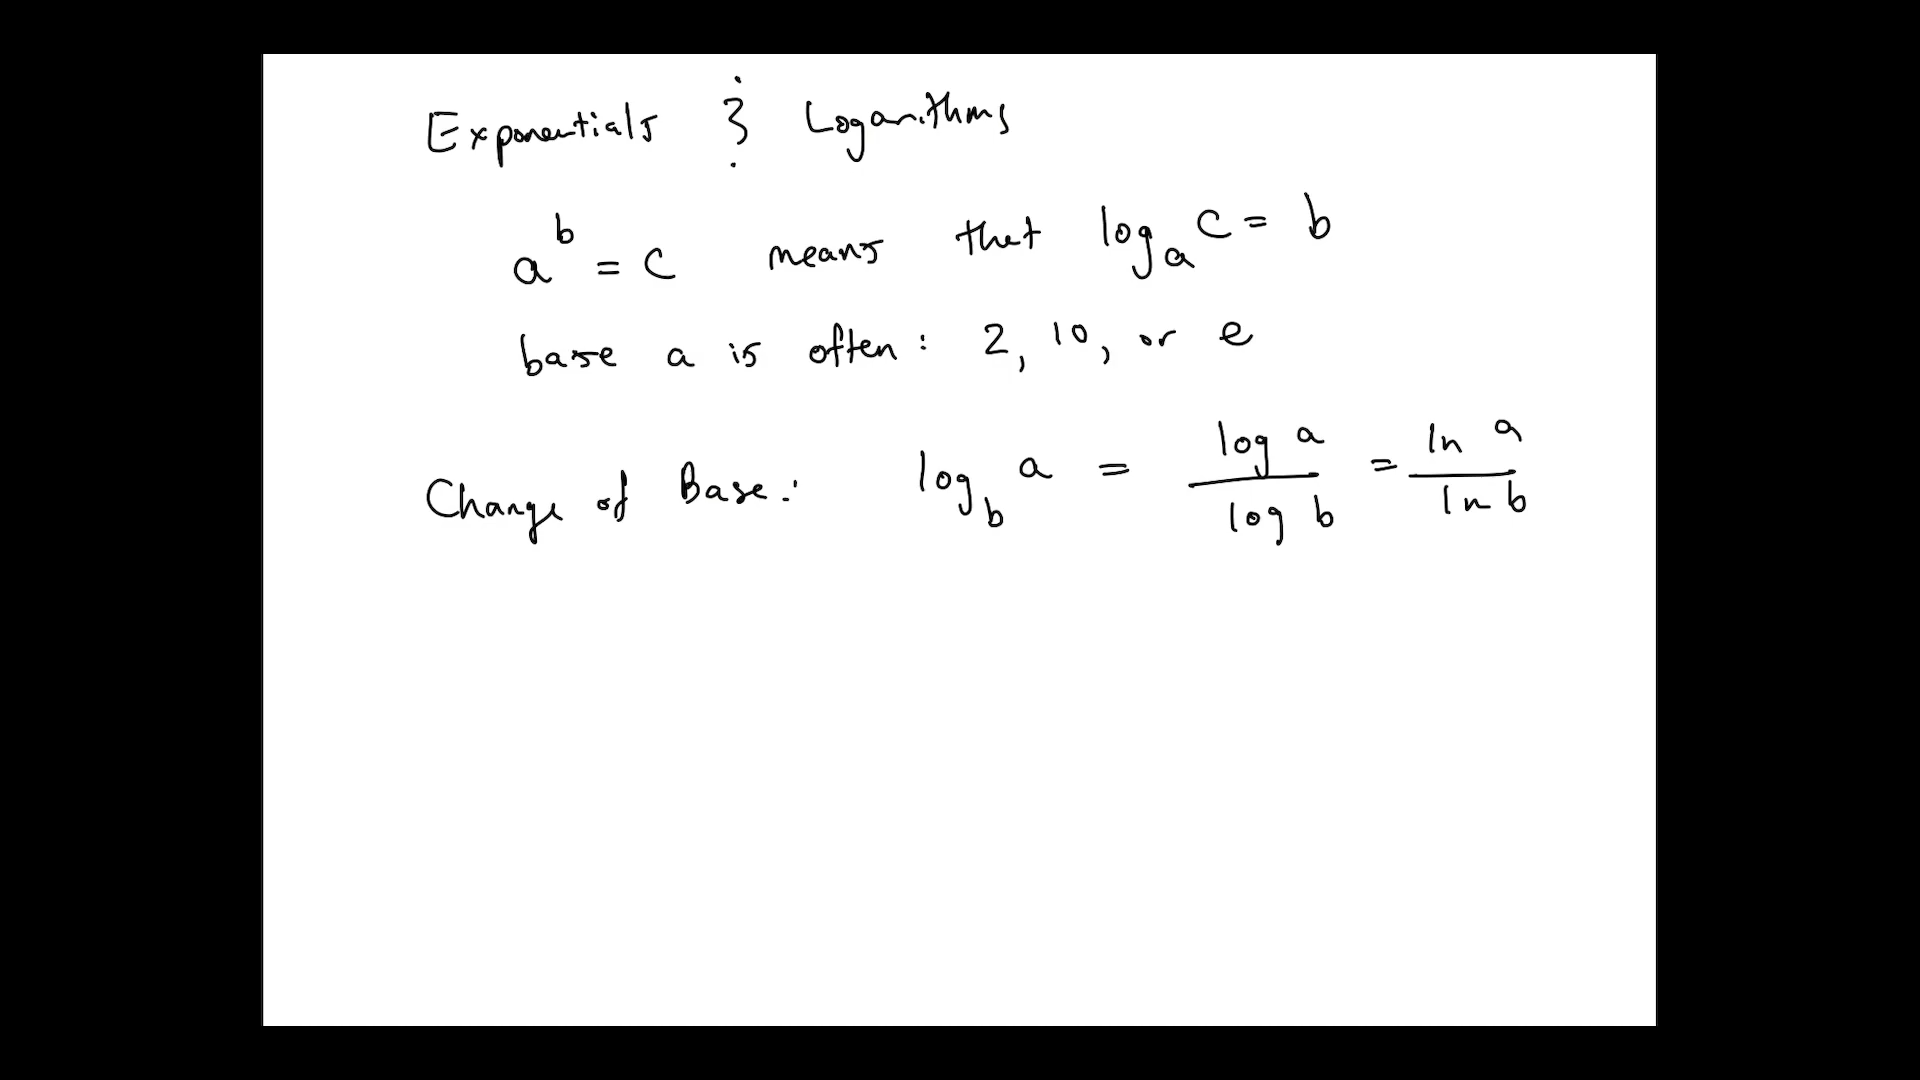 Exponentials & Logarithms
a^b = c means that log_a c = b
base a is often: 2, 10, or e
Change of Base: log_b a = log a / log b = ln a / ln b